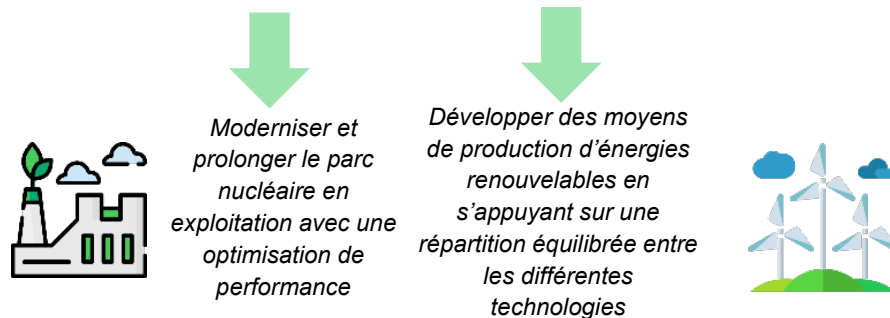 Moderniser et
prolonger le parc
nucléaire en
exploitation avec une
optimisation de
performance
Développer des moyens
de production d’énergies
renouvelables en
s’appuyant sur une
répartition équilibrée entre
les différentes
technologies